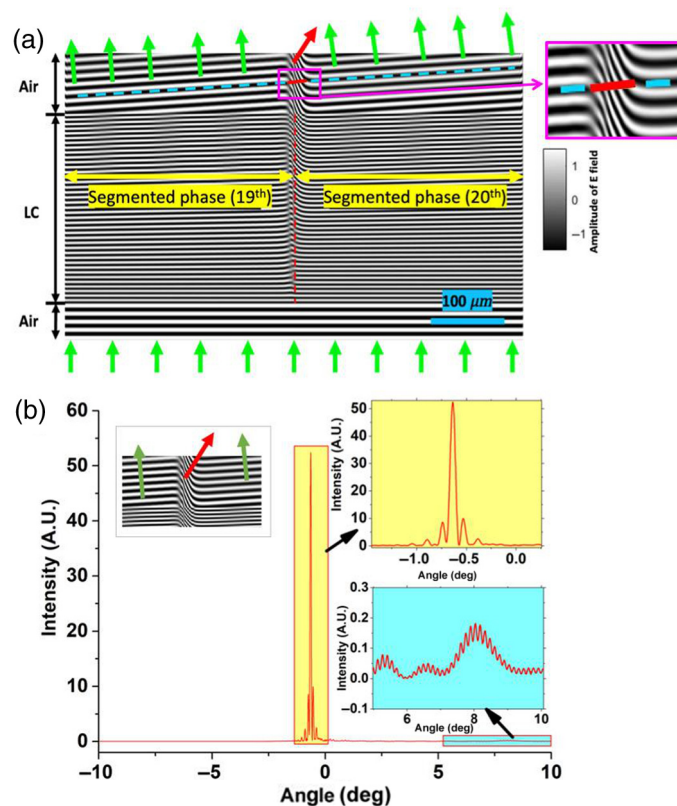 (a)
Air
LC
Air
Segmented phase (19th)
Segmented phase (20th)
100 μm
1
0
−1
Amplitude of E field
(b)
60
50
40
30
20
10
0
Intensity (A.U.)
−10
−5
0
5
10
Angle (deg)
50
40
30
20
10
0
Intensity (A.U.)
−1.0
−0.5
0.0
Angle (deg)
0.3
0.2
0.1
0.0
−0.1
Intensity (A.U.)
6
8
10
Angle (deg)